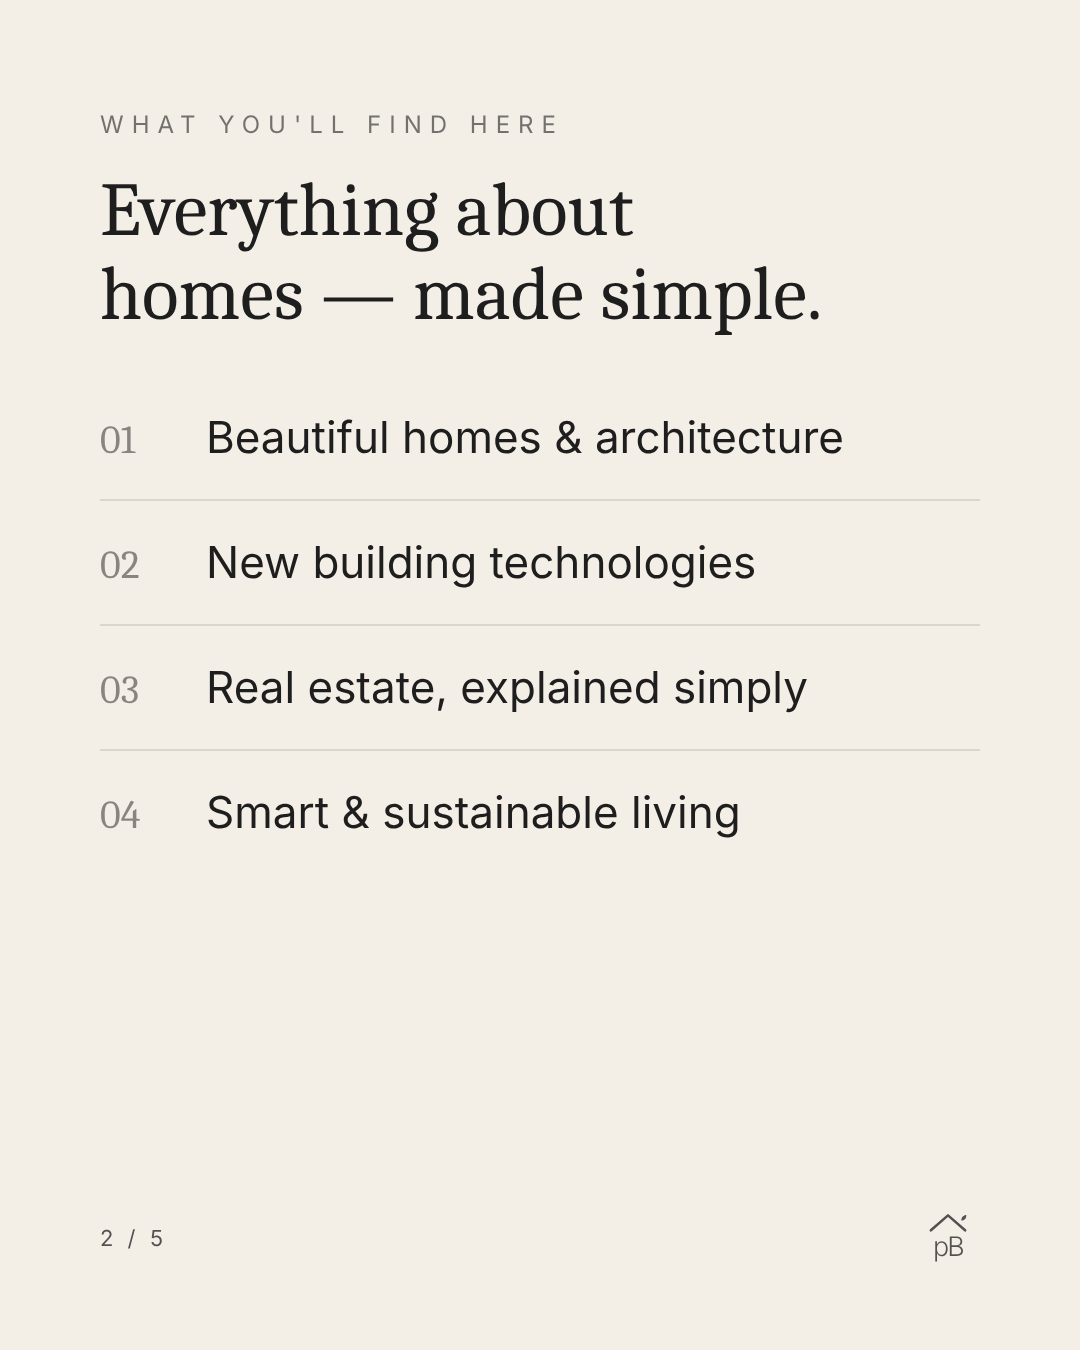 WHAT YOU'LL FIND HERE
Everything about
homes — made simple.
01 Beautiful homes & architecture
02 New building technologies
03 Real estate, explained simply
04 Smart & sustainable living
2 / 5
pB